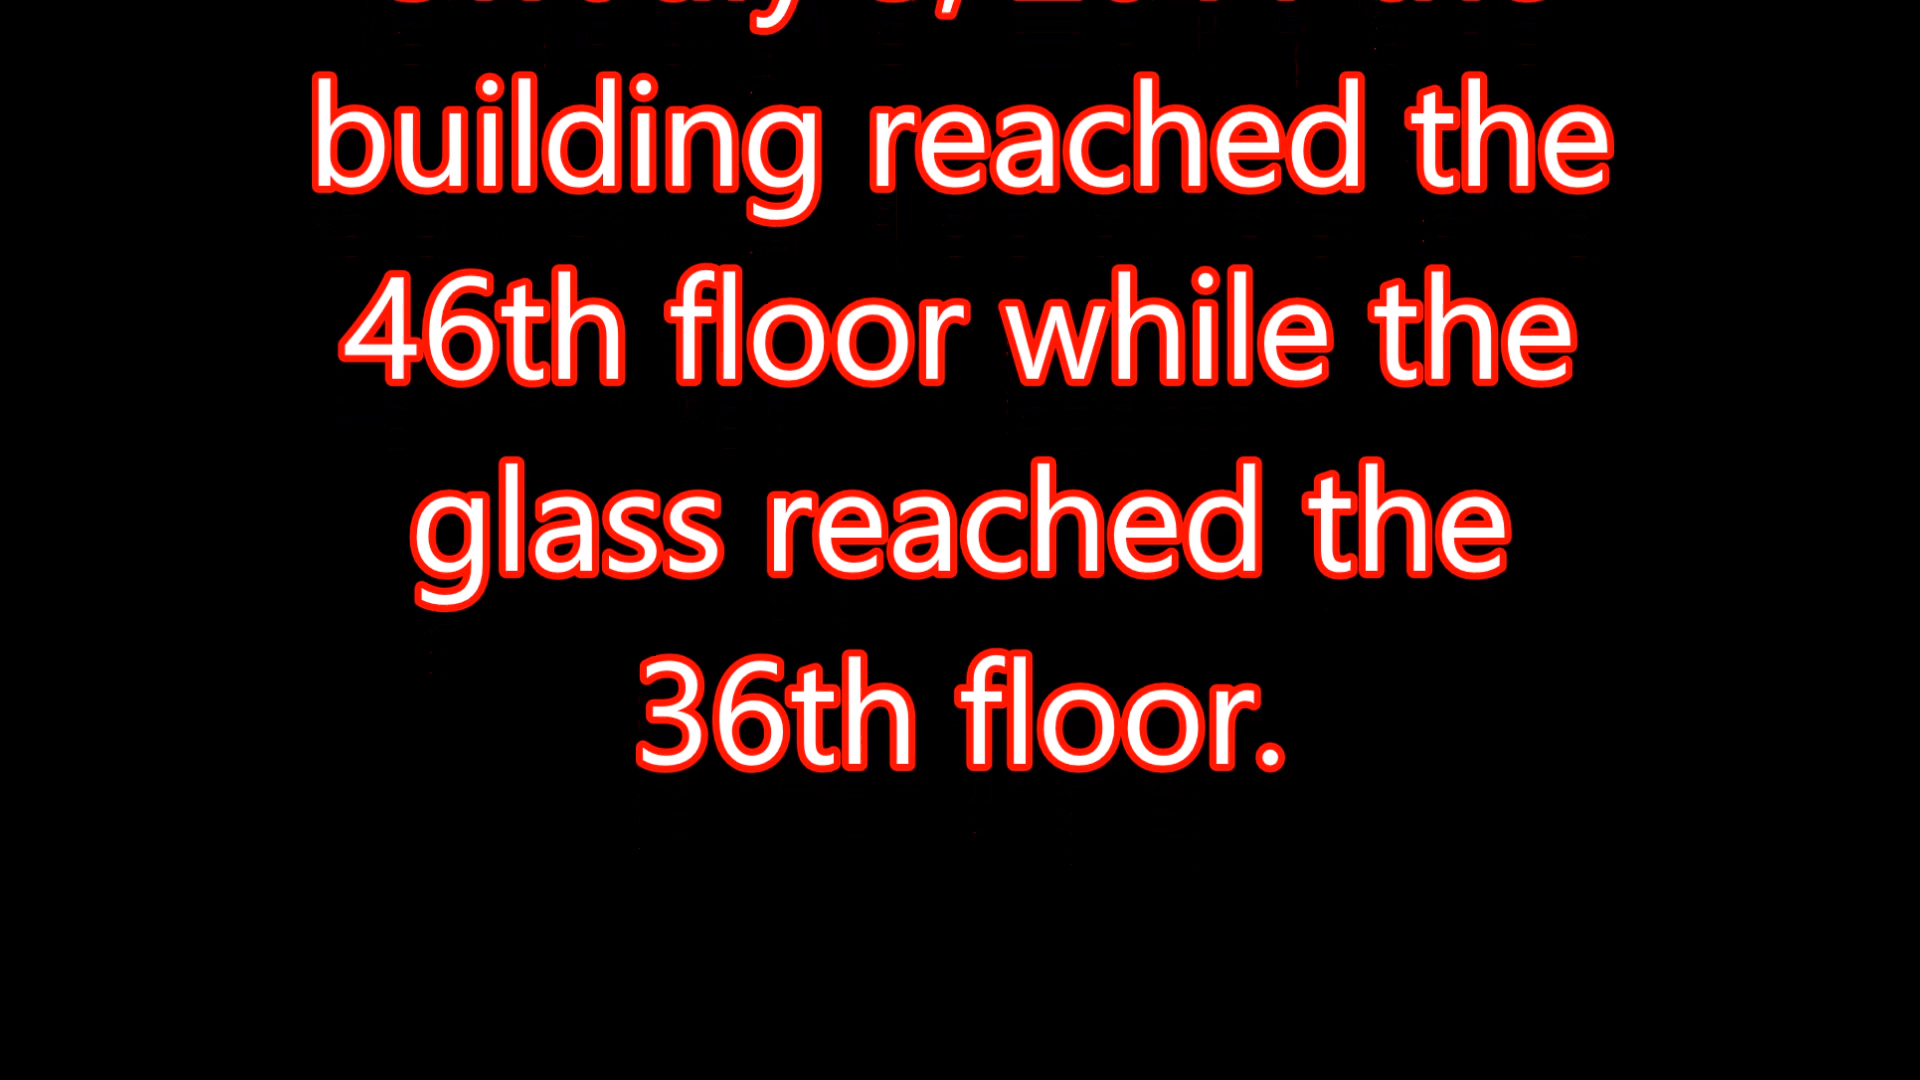 building reached the
46th floor while the
glass reached the
36th floor.